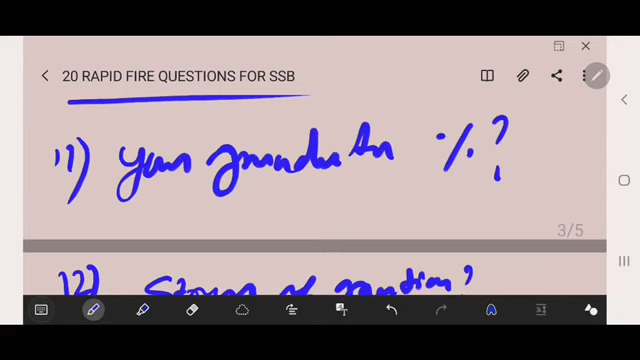 20 RAPID FIRE QUESTIONS FOR SSB
11) Your graduation %?
3/5
12)